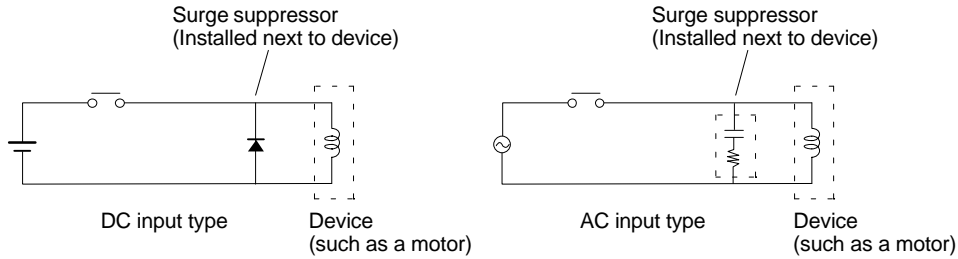 Surge suppressor
(Installed next to device)
DC input type
Device
(such as a motor)
Surge suppressor
(Installed next to device)
AC input type
Device
(such as a motor)